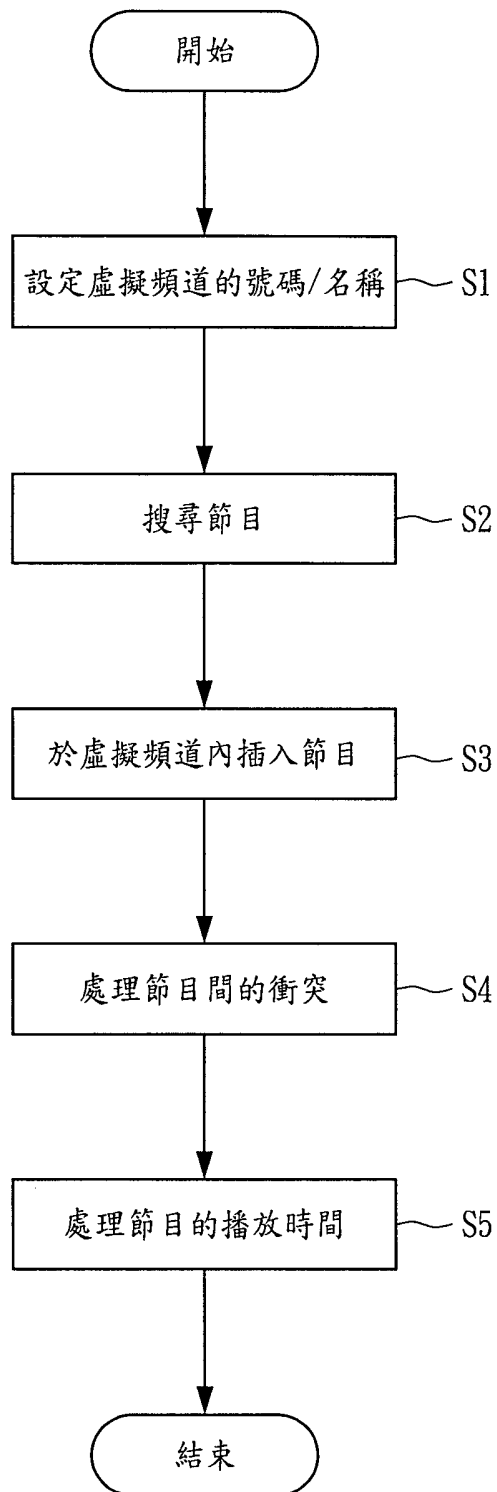 開始
設定虛擬頻道的號碼/名稱 S1
搜尋節目 S2
於虛擬頻道內插入節目 S3
處理節目間的衝突 S4
處理節目的播放時間 S5
結束